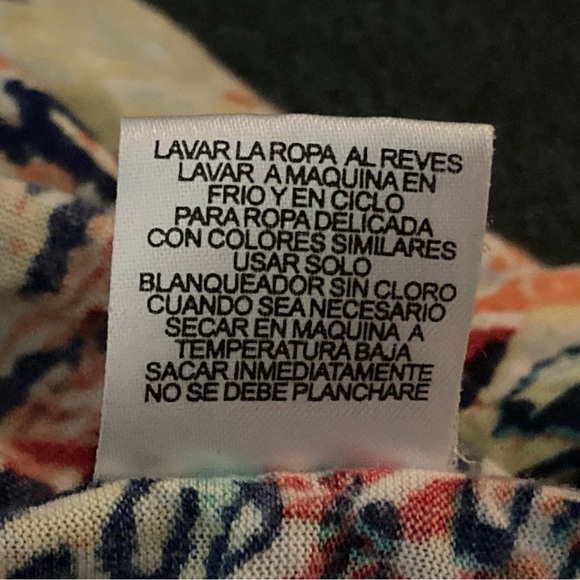 LAVAR LA ROPA AL REVES
LAVAR A MAQUINA EN
FRIO Y EN CICLO
PARA ROPA DELICADA
CON COLORES SIMILARES
USAR SOLO
BLANQUEADOR SIN CLORO
CUANDO SEA NECESARIO
SECAR EN MAQUINA A
TEMPERATURA BAJA
SACAR INMEDIATAMENTE
NO SE DEBE PLANCHARE